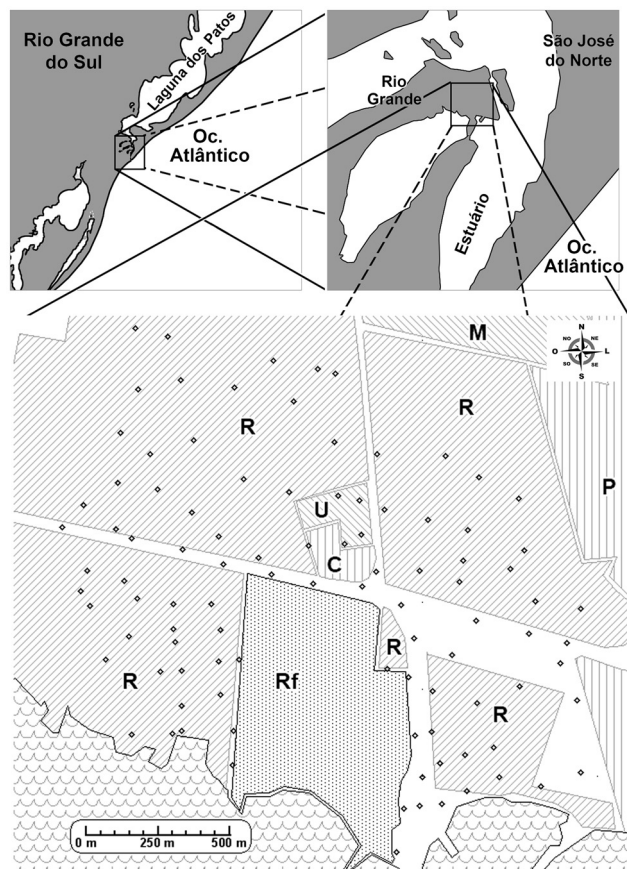 Rio Grande
do Sul
Laguna dos Patos
Oc.
Atlântico
São José
do Norte
Rio
Grande
Estuário
Oc.
Atlântico
M
N
NO NE
O L
SO SE
S
R
R
P
U
C
R
R
Rf
R
0 m 250 m 500 m